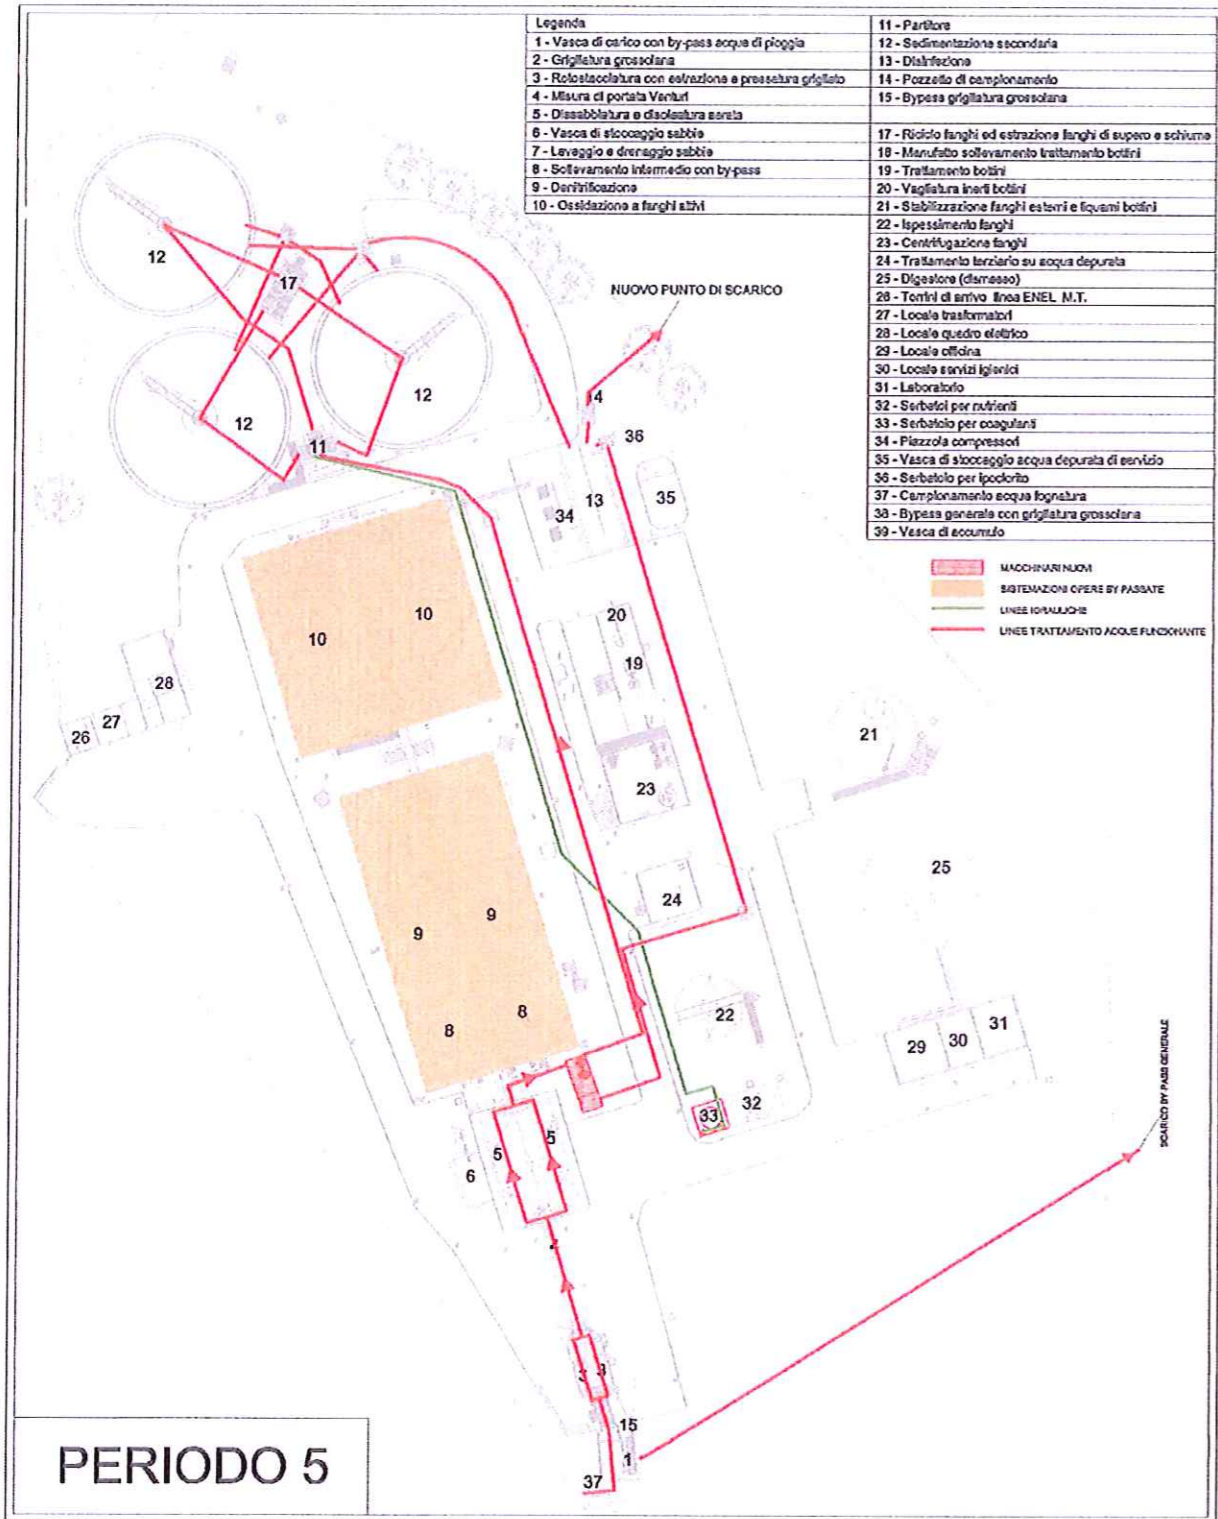 Legenda
1 - Vasca di carico con by-pass acque di pioggia
2 - Grigliatura grossolana
3 - Rotostacciatura con estrazione e pressatura grigliato
4 - Misura di portata Venturi
5 - Dissabbiatura e disoleatura aerata
6 - Vasca di stoccaggio sabbie
7 - Lavaggio e drenaggio sabbie
8 - Sollevamento intermedio con by-pass
9 - Denitrificazione
10 - Ossidazione a fanghi attivi
11 - Partitore
12 - Sedimentazione secondaria
13 - Disinfezione
14 - Pozzetto di campionamento
15 - Bypass grigliatura grossolana
17 - Riciclo fanghi ed estrazione fanghi di supero e schiume
18 - Manufatto sollevamento trattamento bottini
19 - Trattamento bottini
20 - Vagliatura inerti bottini
21 - Stabilizzazione fanghi esterni e liquami bottini
22 - Ispessimento fanghi
23 - Centrifugazione fanghi
24 - Trattamento terziario su acqua depurata
25 - Digestore (dismesso)
26 - Torrini di arrivo linea ENEL M.T.
27 - Locale trasformatori
28 - Locale quadro elettrico
29 - Locale officina
30 - Locale servizi igienici
31 - Laboratorio
32 - Serbatoi per nutrienti
33 - Serbatoio per coagulanti
34 - Piazzola compressori
35 - Vasca di stoccaggio acqua depurata di servizio
36 - Serbatoio per ipoclorito
37 - Campionamento acque fognatura
38 - Bypass generale con grigliatura grossolana
39 - Vasca di accumulo
MACCHINARI NUOVI
SISTEMAZIONI OPERE BY PASSATE
LINEE IDRAULICHE
LINEE TRATTAMENTO ACQUE FUNZIONANTE
12
17
NUOVO PUNTO DI SCARICO
12
12
14
11
36
34
13
35
10
10
20
19
28
27
26
21
23
25
24
9
9
8
8
22
29
30
31
SCARICO BY PASS GENERALE
33
32
5
5
6
3
3
15
1
37
PERIODO 5